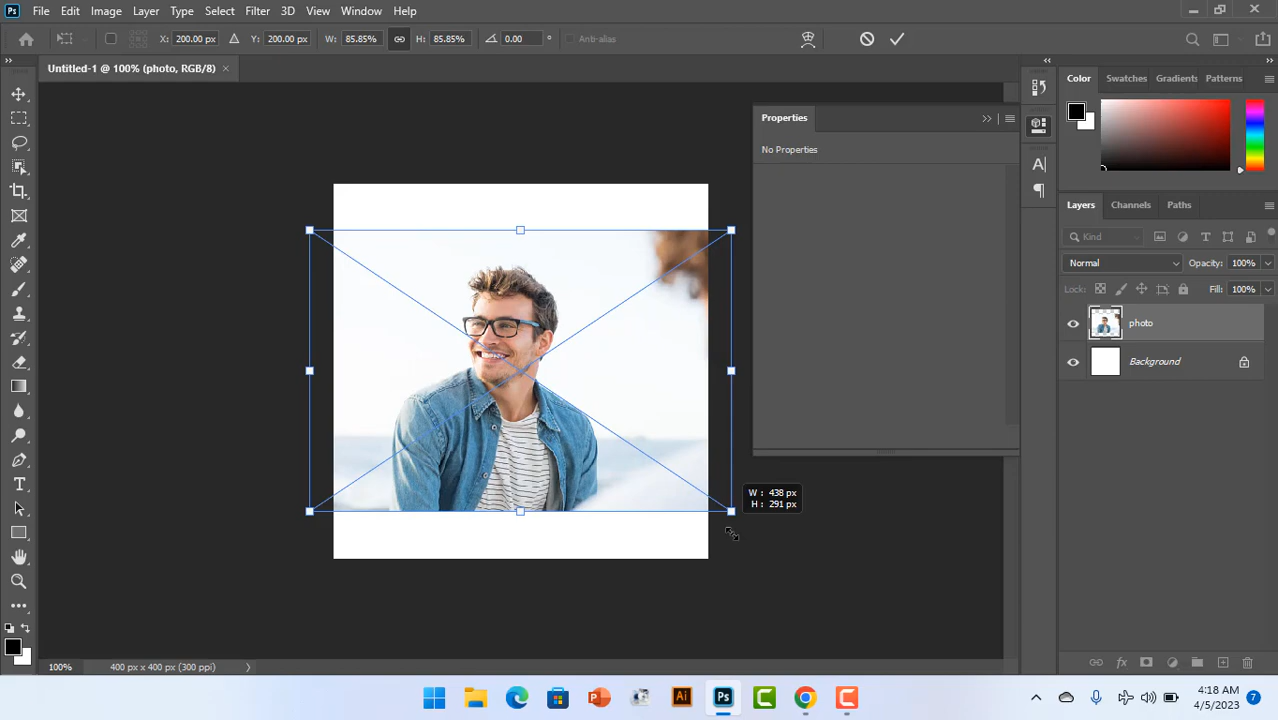 Ps File Edit Image Layer Type Select Filter 3D View Window Help
X: 200.00 px Y: 200.00 px W: 85.85% H: 85.85% 0.00 ° Anti-alias
Untitled-1 @ 100% (photo, RGB/8) ×
Properties
No Properties
Color Swatches Gradients Patterns
Layers Channels Paths
Kind
Normal Opacity: 100%
Lock: Fill: 100%
photo
Background
W : 438 px
H : 291 px
100% 400 px x 400 px (300 ppi)
Ai Ps
4:18 AM
4/5/2023 7